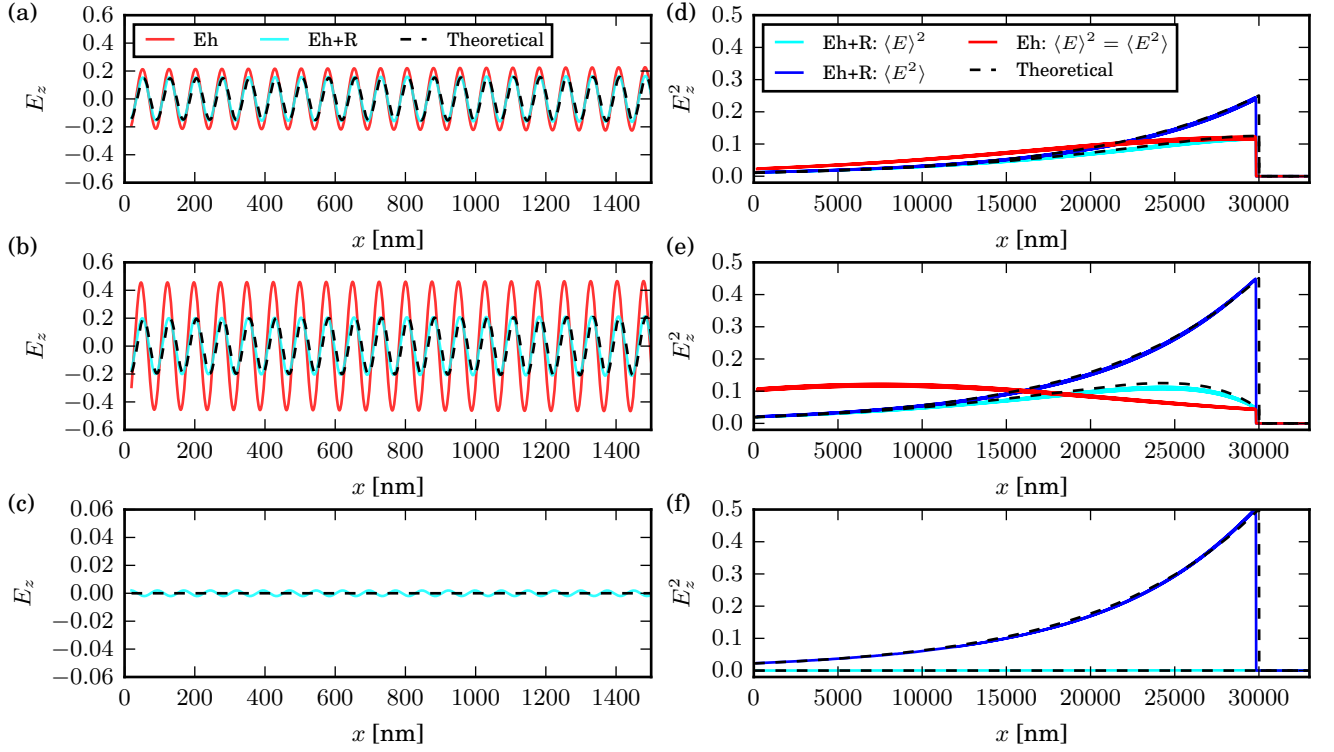 (a)
0.6
0.4
0.2
0.0
−0.2
−0.4
−0.6
E_z
Eh
Eh+R
Theoretical
0 200 400 600 800 1000 1200 1400
x [nm]
(d)
0.5
0.4
0.3
0.2
0.1
0.0
E_z^2
Eh+R: ⟨E⟩^2
Eh+R: ⟨E^2⟩
Eh: ⟨E⟩^2 = ⟨E^2⟩
Theoretical
0 5000 10000 15000 20000 25000 30000
x [nm]
(b)
0.6
0.4
0.2
0.0
−0.2
−0.4
−0.6
E_z
0 200 400 600 800 1000 1200 1400
x [nm]
(e)
0.5
0.4
0.3
0.2
0.1
0.0
E_z^2
0 5000 10000 15000 20000 25000 30000
x [nm]
(c)
0.06
0.04
0.02
0.00
−0.02
−0.04
−0.06
E_z
0 200 400 600 800 1000 1200 1400
x [nm]
(f)
0.5
0.4
0.3
0.2
0.1
0.0
E_z^2
0 5000 10000 15000 20000 25000 30000
x [nm]